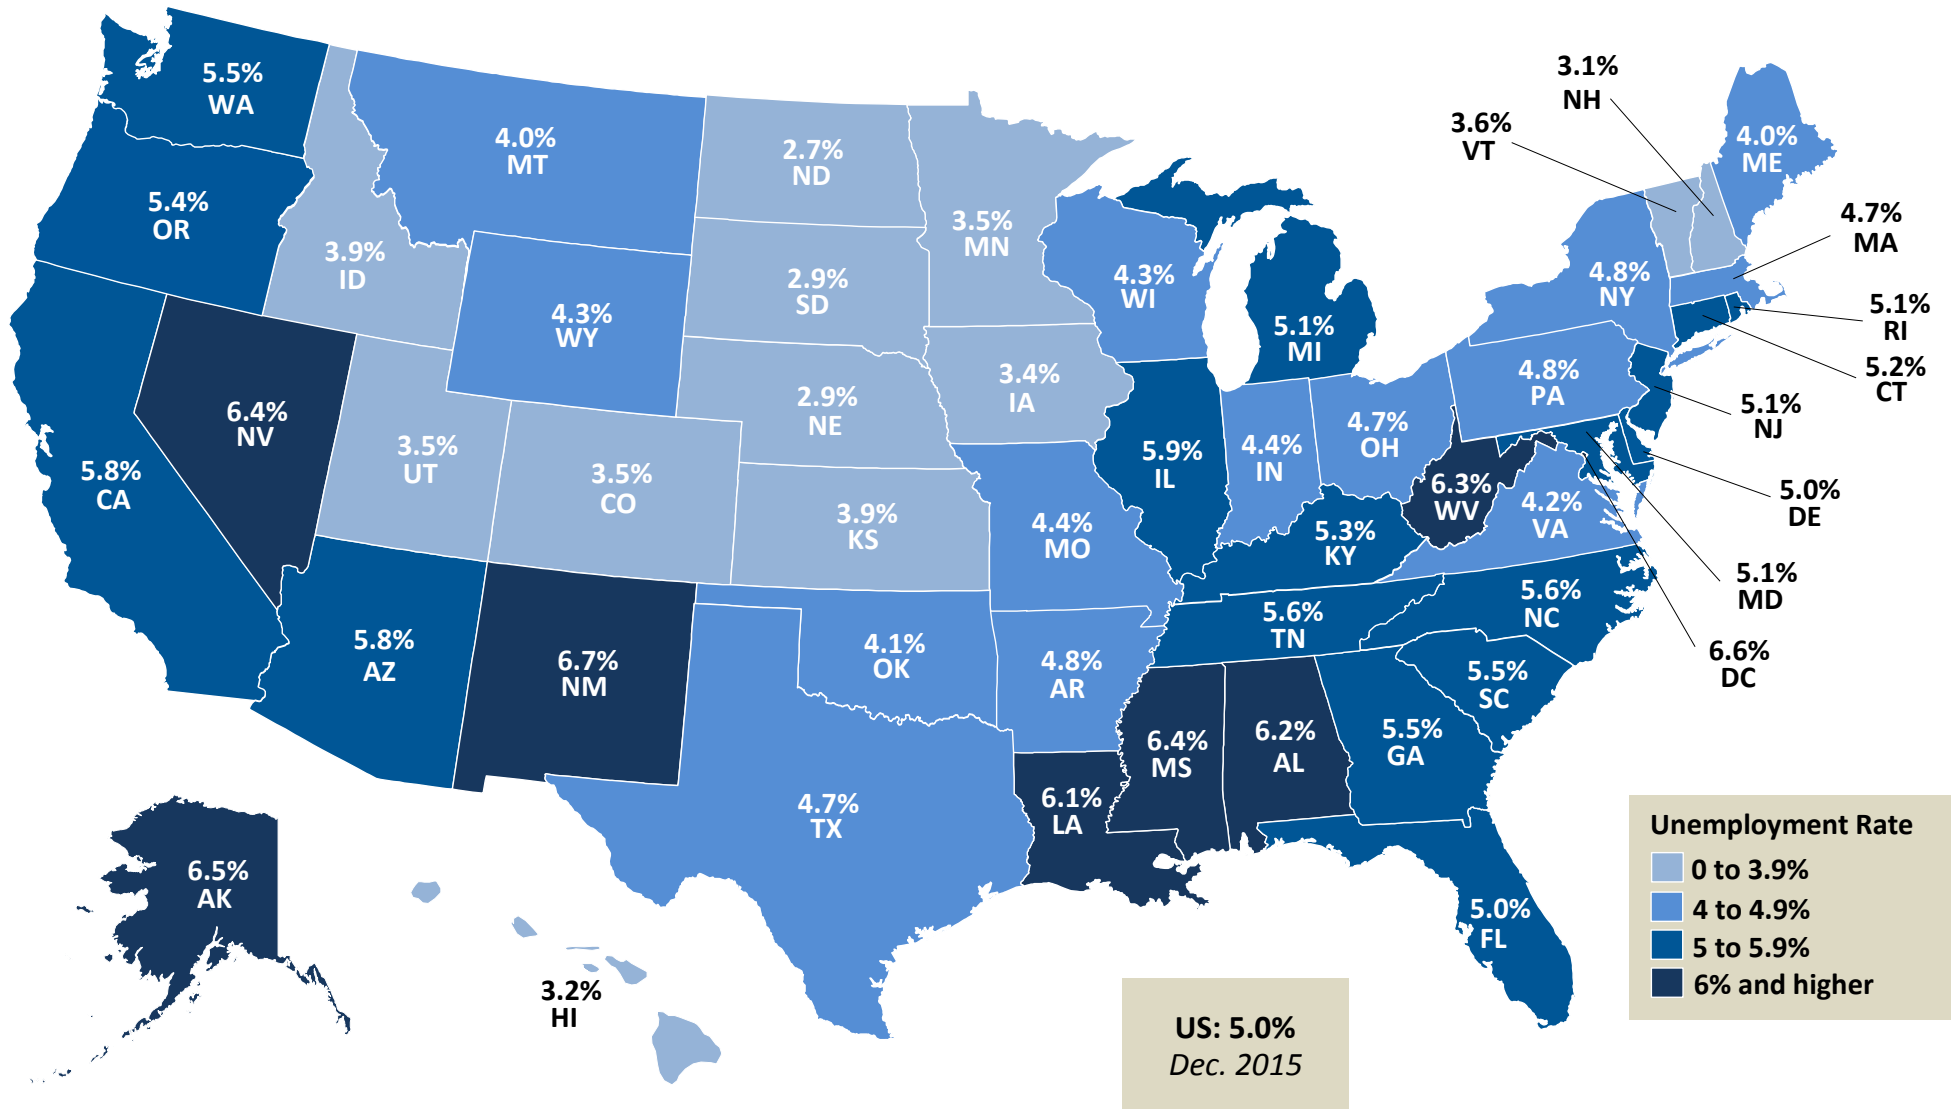 5.5%
WA
5.4%
OR
5.8%
CA
6.4%
NV
3.9%
ID
4.0%
MT
4.3%
WY
3.5%
UT
3.5%
CO
5.8%
AZ
6.7%
NM
2.7%
ND
2.9%
SD
2.9%
NE
3.9%
KS
4.1%
OK
4.7%
TX
3.5%
MN
3.4%
IA
4.4%
MO
4.8%
AR
6.1%
LA
4.3%
WI
5.9%
IL
5.1%
MI
4.4%
IN
4.7%
OH
5.3%
KY
5.6%
TN
6.4%
MS
6.2%
AL
5.5%
GA
5.0%
FL
5.5%
SC
5.6%
NC
4.2%
VA
6.3%
WV
4.8%
PA
4.8%
NY
3.6%
VT
3.1%
NH
4.0%
ME
4.7%
MA
5.1%
RI
5.2%
CT
5.1%
NJ
5.0%
DE
5.1%
MD
6.6%
DC
6.5%
AK
3.2%
HI
US: 5.0%
Dec. 2015
Unemployment Rate
0 to 3.9%
4 to 4.9%
5 to 5.9%
6% and higher